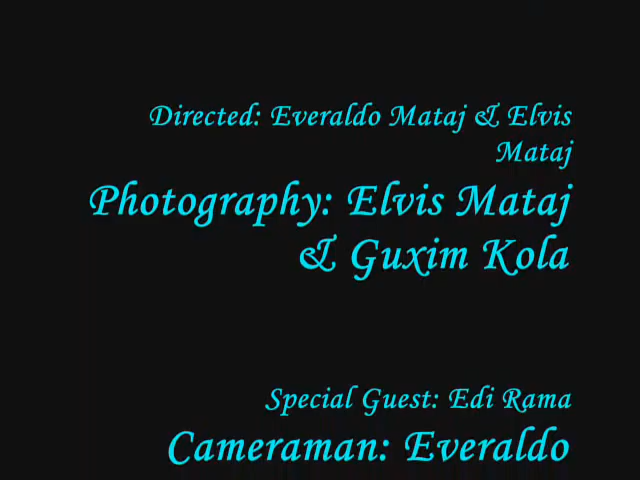 Directed: Everaldo Mataj & Elvis
Mataj
Photography: Elvis Mataj
& Guxim Kola
Special Guest: Edi Rama
Cameraman: Everaldo